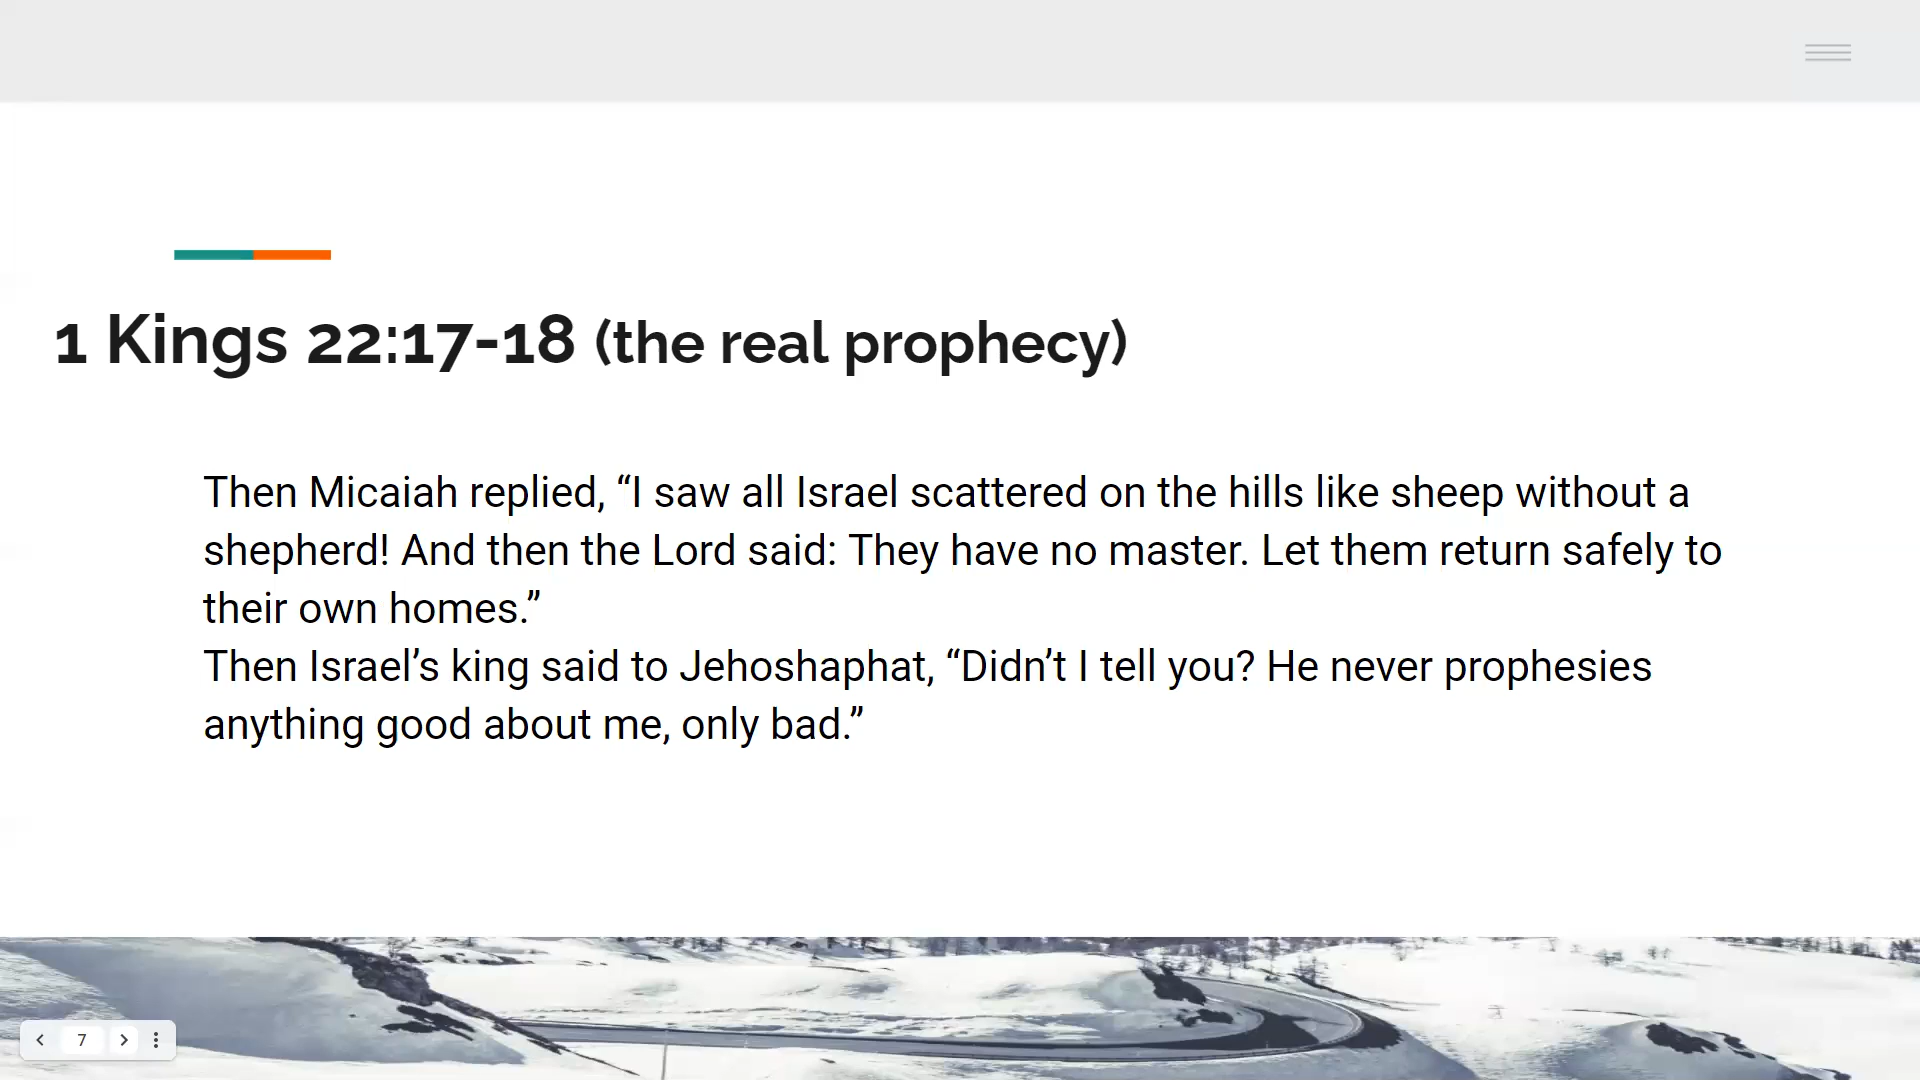 1 Kings 22:17-18 (the real prophecy)
Then Micaiah replied, “I saw all Israel scattered on the hills like sheep without a
shepherd! And then the Lord said: They have no master. Let them return safely to
their own homes.”
Then Israel’s king said to Jehoshaphat, “Didn’t I tell you? He never prophesies
anything good about me, only bad.”
7